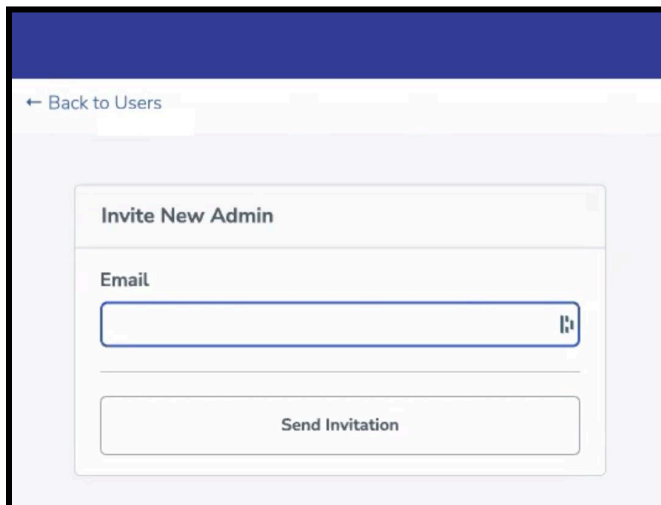 ← Back to Users
Invite New Admin
Email
Send Invitation